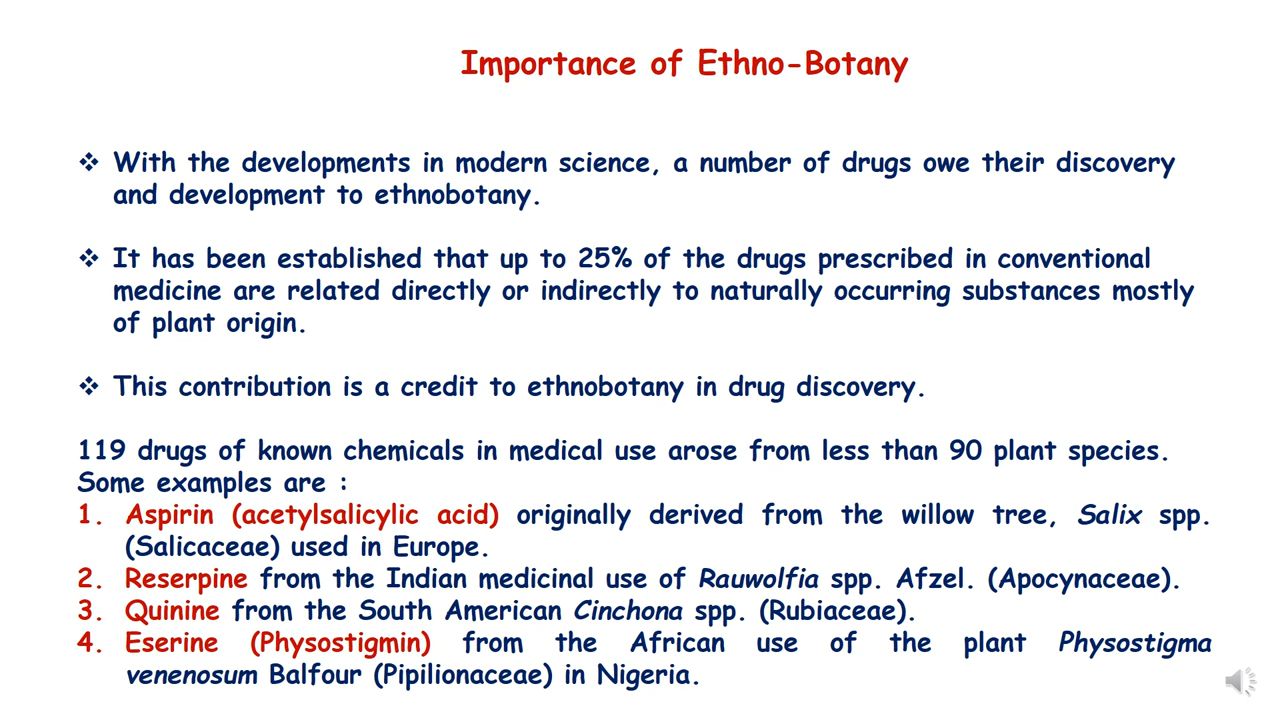 Importance of Ethno-Botany
❖ With the developments in modern science, a number of drugs owe their discovery
and development to ethnobotany.
❖ It has been established that up to 25% of the drugs prescribed in conventional
medicine are related directly or indirectly to naturally occurring substances mostly
of plant origin.
❖ This contribution is a credit to ethnobotany in drug discovery.
119 drugs of known chemicals in medical use arose from less than 90 plant species.
Some examples are :
1. Aspirin (acetylsalicylic acid) originally derived from the willow tree, Salix spp.
(Salicaceae) used in Europe.
2. Reserpine from the Indian medicinal use of Rauwolfia spp. Afzel. (Apocynaceae).
3. Quinine from the South American Cinchona spp. (Rubiaceae).
4. Eserine (Physostigmin) from the African use of the plant Physostigma
venenosum Balfour (Pipilionaceae) in Nigeria.